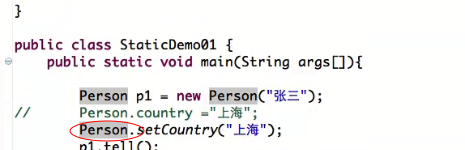 }
public class StaticDemo01 {
public static void main(String args[]){
Person p1 = new Person("张三");
// Person.country ="上海";
Person.setCountry("上海");
p1.tell();